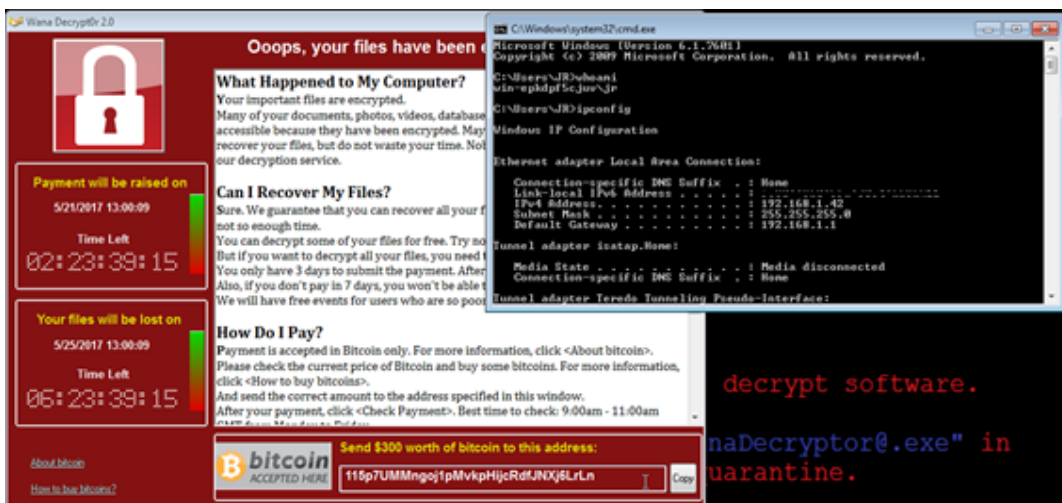 Wana Decrypt0r 2.0
Ooops, your files have been
What Happened to My Computer?
Your important files are encrypted.
Many of your documents, photos, videos, database
accessible because they have been encrypted. May
recover your files, but do not waste your time. Nob
our decryption service.
Can I Recover My Files?
Sure. We guarantee that you can recover all your f
not so enough time.
You can decrypt some of your files for free. Try no
But if you want to decrypt all your files, you need t
You only have 3 days to submit the payment. After
Also, if you don't pay in 7 days, you won't be able t
We will have free events for users who are so poor
How Do I Pay?
Payment is accepted in Bitcoin only. For more information, click <About bitcoin>.
Please check the current price of Bitcoin and buy some bitcoins. For more information,
click <How to buy bitcoins>.
And send the correct amount to the address specified in this window.
After your payment, click <Check Payment>. Best time to check: 9:00am - 11:00am
GMT from Monday to Friday.
Payment will be raised on
5/21/2017 13:00:09
Time Left
02:23:39:15
Your files will be lost on
5/25/2017 13:00:09
Time Left
06:23:39:15
About bitcoin
How to buy bitcoins?
bitcoin
ACCEPTED HERE
Send $300 worth of bitcoin to this address:
115p7UMMngoj1pMvkpHijcRdfJNXj6LrLn
Copy
C:\Windows\system32\cmd.exe
Microsoft Windows [Version 6.1.7601]
Copyright (c) 2009 Microsoft Corporation. All rights reserved.
C:\Users\JR>whoami
win-epkdpf5cjuv\jr
C:\Users\JR>ipconfig
Windows IP Configuration
Ethernet adapter Local Area Connection:
Connection-specific DNS Suffix . : Home
Link-local IPv6 Address . . . . . :
IPv4 Address. . . . . . . . . . . : 192.168.1.42
Subnet Mask . . . . . . . . . . . : 255.255.255.0
Default Gateway . . . . . . . . . : 192.168.1.1
Tunnel adapter isatap.Home:
Media State . . . . . . . . . . . : Media disconnected
Connection-specific DNS Suffix . : Home
Tunnel adapter Teredo Tunneling Pseudo-Interface:
decrypt software.
naDecryptor@.exe" in
uarantine.